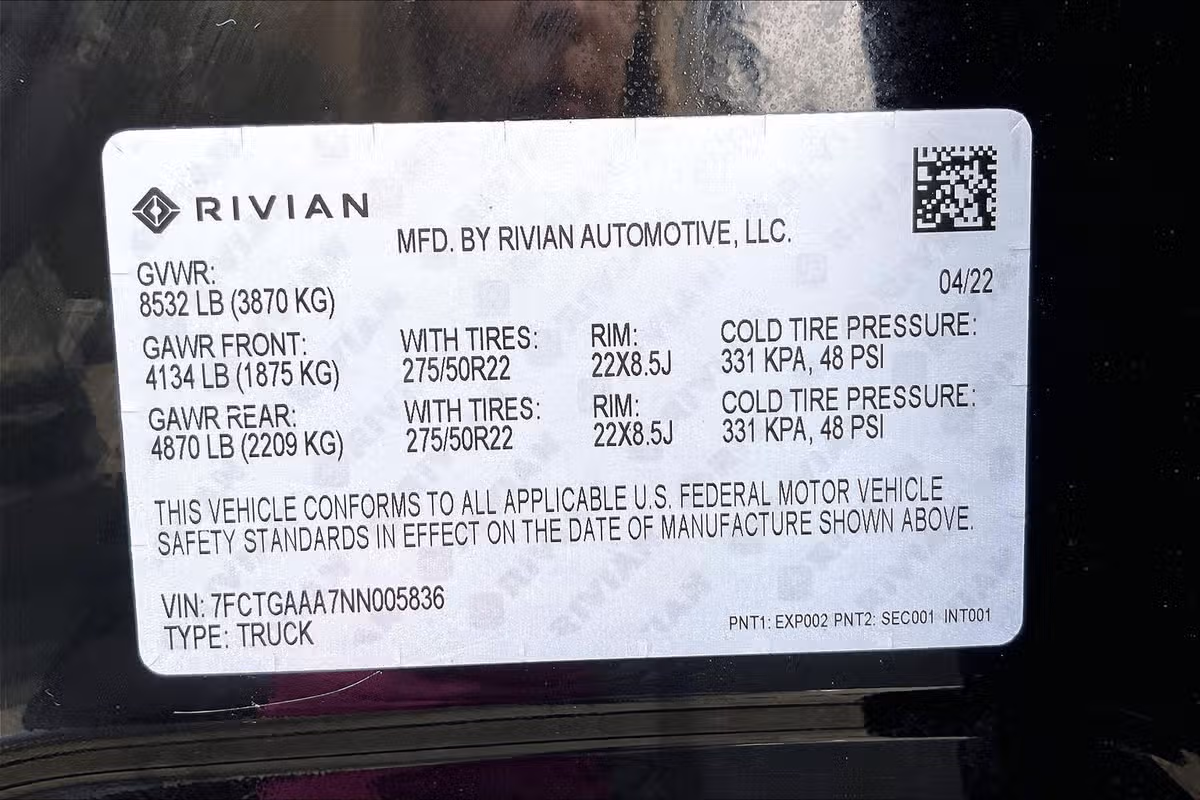 RIVIAN
MFD. BY RIVIAN AUTOMOTIVE, LLC.
GVWR:
8532 LB (3870 KG)
04/22
GAWR FRONT: WITH TIRES: RIM: COLD TIRE PRESSURE:
4134 LB (1875 KG) 275/50R22 22X8.5J 331 KPA, 48 PSI
GAWR REAR: WITH TIRES: RIM: COLD TIRE PRESSURE:
4870 LB (2209 KG) 275/50R22 22X8.5J 331 KPA, 48 PSI
THIS VEHICLE CONFORMS TO ALL APPLICABLE U.S. FEDERAL MOTOR VEHICLE
SAFETY STANDARDS IN EFFECT ON THE DATE OF MANUFACTURE SHOWN ABOVE.
VIN: 7FCTGAAA7NN005836
TYPE: TRUCK
PNT1: EXP002 PNT2: SEC001 INT001